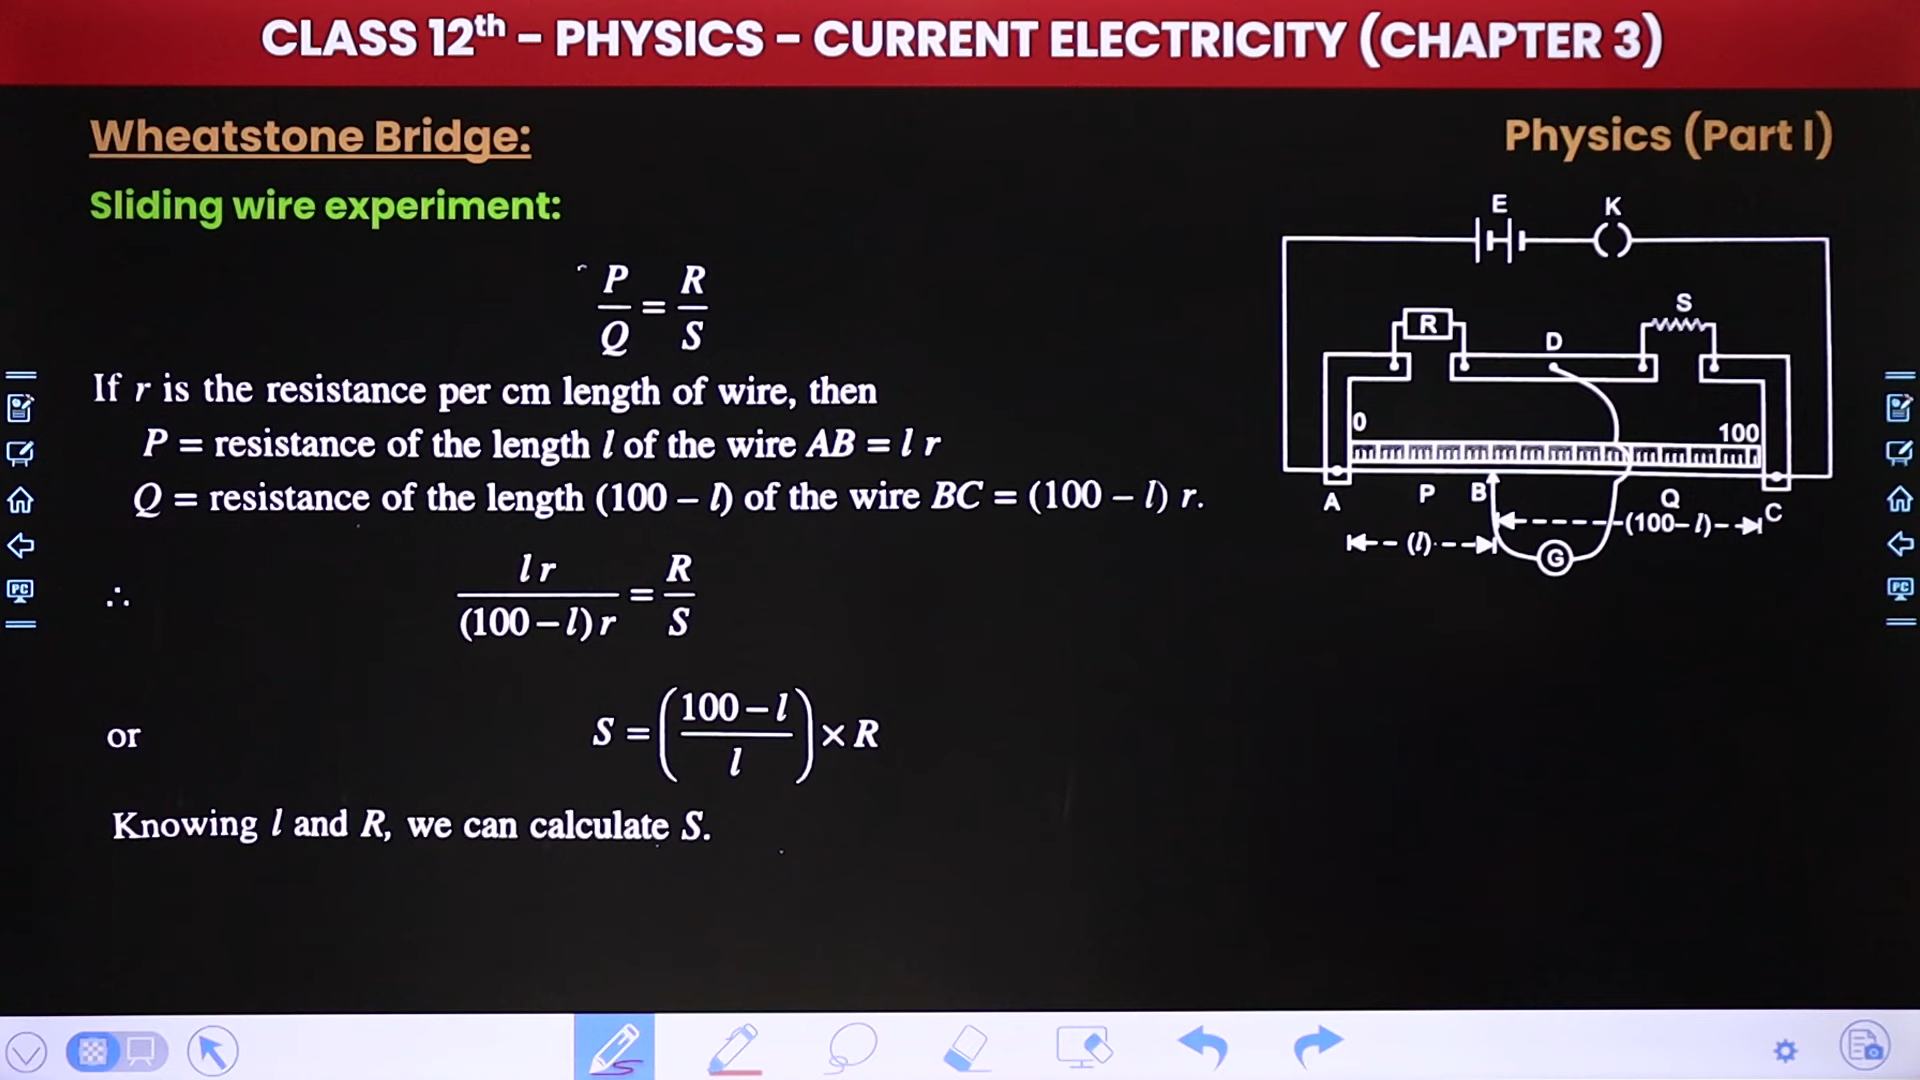 CLASS 12th – PHYSICS – CURRENT ELECTRICITY (CHAPTER 3)
Wheatstone Bridge:
Physics (Part I)
Sliding wire experiment:
P/Q = R/S
If r is the resistance per cm length of wire, then
P = resistance of the length l of the wire AB = l r
Q = resistance of the length (100 – l) of the wire BC = (100 – l) r.
∴ l r/(100 – l) r = R/S
or S = ((100 – l)/l) × R
Knowing l and R, we can calculate S.
E K
R D S
0 100
A P B Q C
(l) (100–l)
G
PC PC